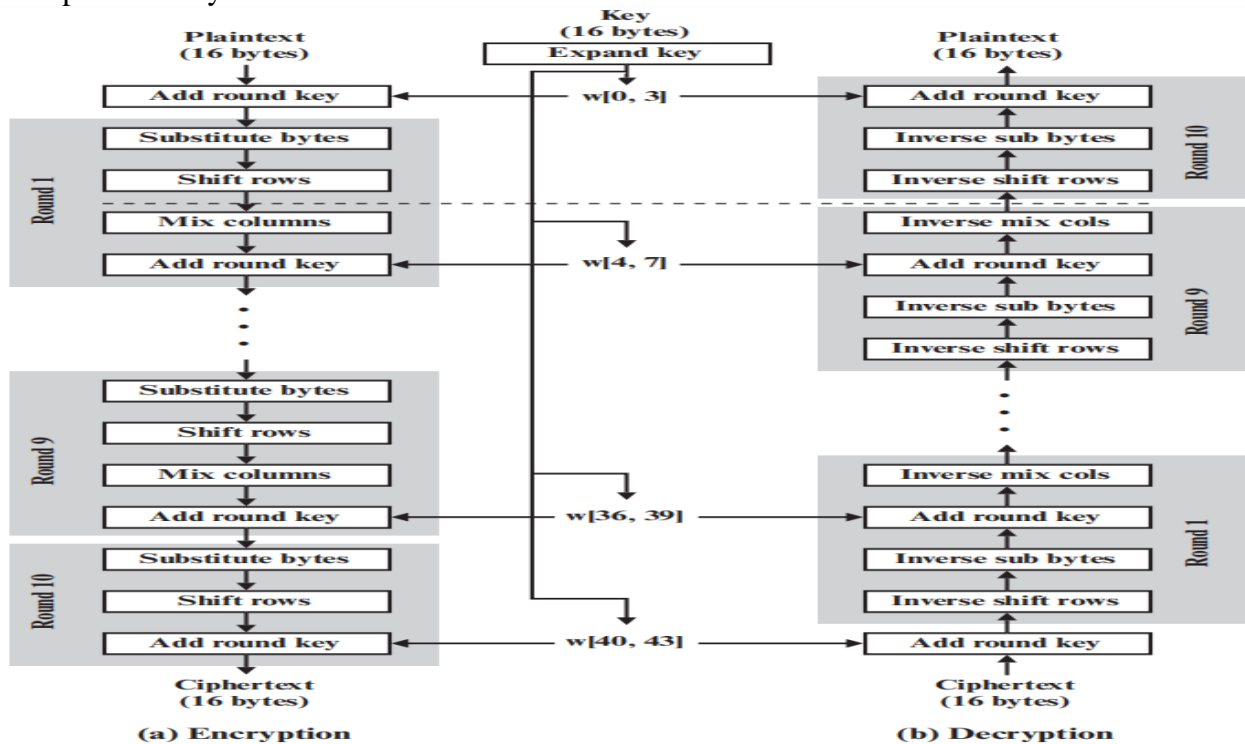 Plaintext
(16 bytes)
Add round key
Round 1
Substitute bytes
Shift rows
Mix columns
Add round key
Round 9
Substitute bytes
Shift rows
Mix columns
Add round key
Round 10
Substitute bytes
Shift rows
Add round key
Ciphertext
(16 bytes)
(a) Encryption
Key
(16 bytes)
Expand key
w[0, 3]
w[4, 7]
w[36, 39]
w[40, 43]
Plaintext
(16 bytes)
Add round key
Inverse sub bytes
Inverse shift rows
Round 10
Inverse mix cols
Add round key
Inverse sub bytes
Inverse shift rows
Round 9
Inverse mix cols
Add round key
Inverse sub bytes
Inverse shift rows
Round 1
Add round key
Ciphertext
(16 bytes)
(b) Decryption